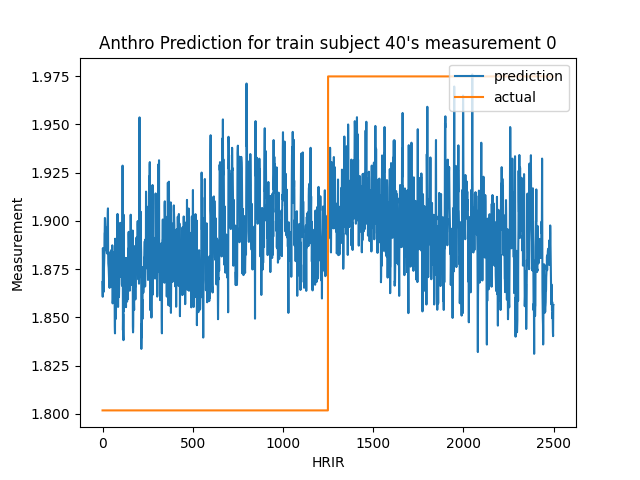 Anthro Prediction for train subject 40's measurement 0
1.975
1.950
1.925
1.900
1.875
1.850
1.825
1.800
Measurement
prediction
actual
0
500
1000
1500
2000
2500
HRIR